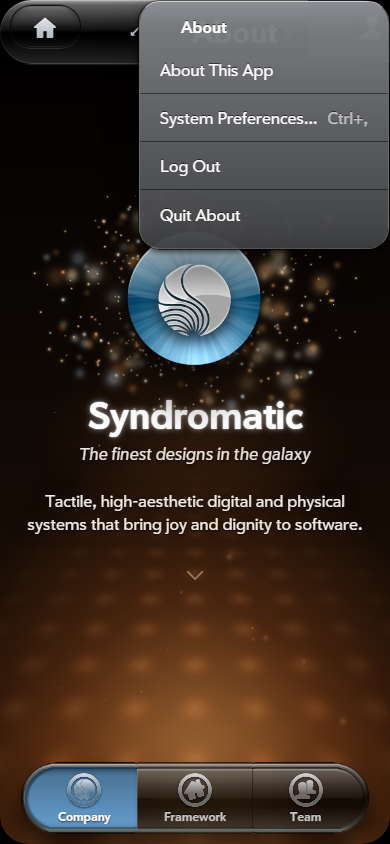 About
About This App
System Preferences... Ctrl+,
Log Out
Quit About
Syndromatic
The finest designs in the galaxy
Tactile, high-aesthetic digital and physical
systems that bring joy and dignity to software.
Company Framework Team